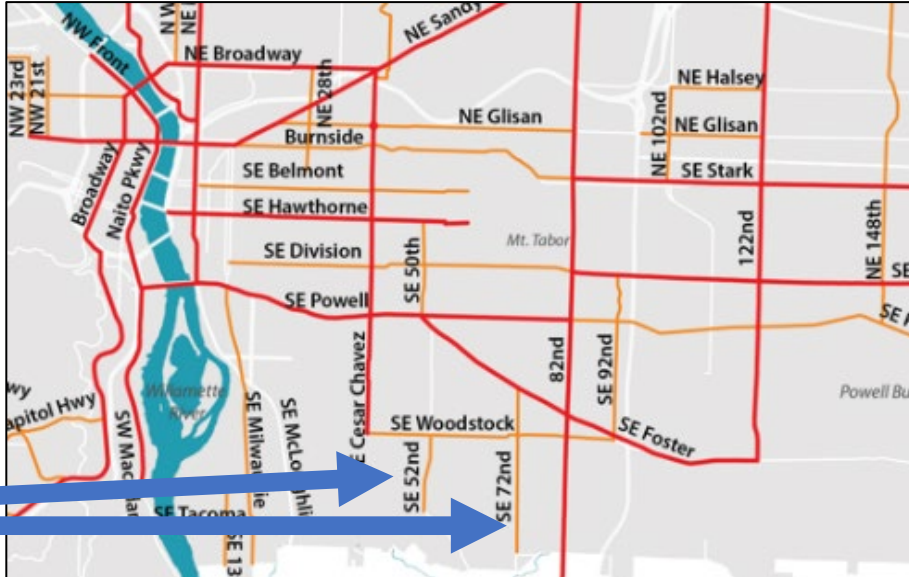 NW Front
N W
NE Broadway
NE Sandy
NW 23rd
NW 21st
NE 28th
NE Halsey
NE Glisan
NE Glisan
NE 102nd
Burnside
SE Belmont
SE Stark
Broadway
Naito Pkwy
SE Hawthorne
SE Division
SE 50th
Mt. Tabor
122nd
NE 148th
SE Powell
Cesar Chavez
82nd
SE 92nd
Willamette
River
Powell Bu
apitol Hwy
SE Woodstock
SE Foster
SE Milwaukie
SE McLoughli
SW Mac
SE 52nd
SE 72nd
SE Tacoma
SE 13